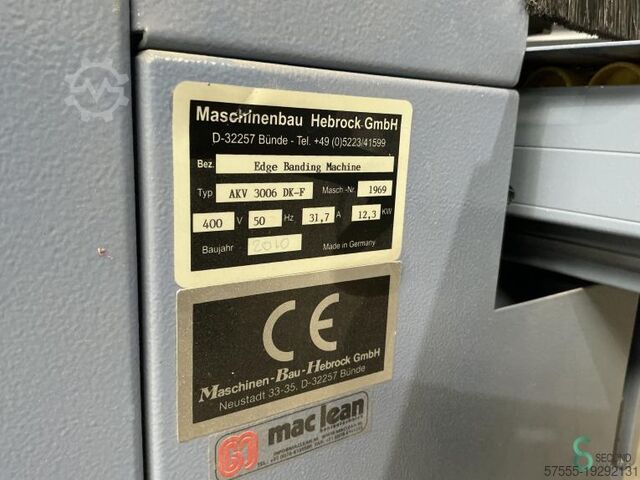 Maschinenbau Hebrock GmbH
D-32257 Bünde - Tel. +49 (0)5223/41599
Bez. Edge Banding Machine
Typ AKV 3006 DK-F Masch-Nr. 1969
400 V 50 Hz. 31,7 A 12,3 KW
Baujahr 2010 Made in Germany
CE
Maschinen-Bau-Hebrock GmbH
Neustadt 33-35, D-32257 Bünde
mac lean
SECOND
57555-19292131